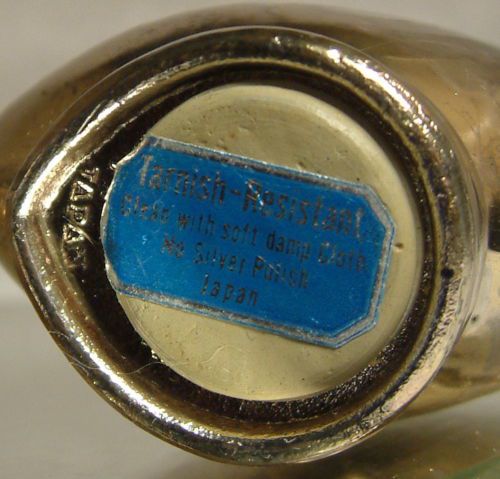 Tarnish-Resistant
Clean with soft damp Cloth
No Silver Polish
Japan
JAPAN